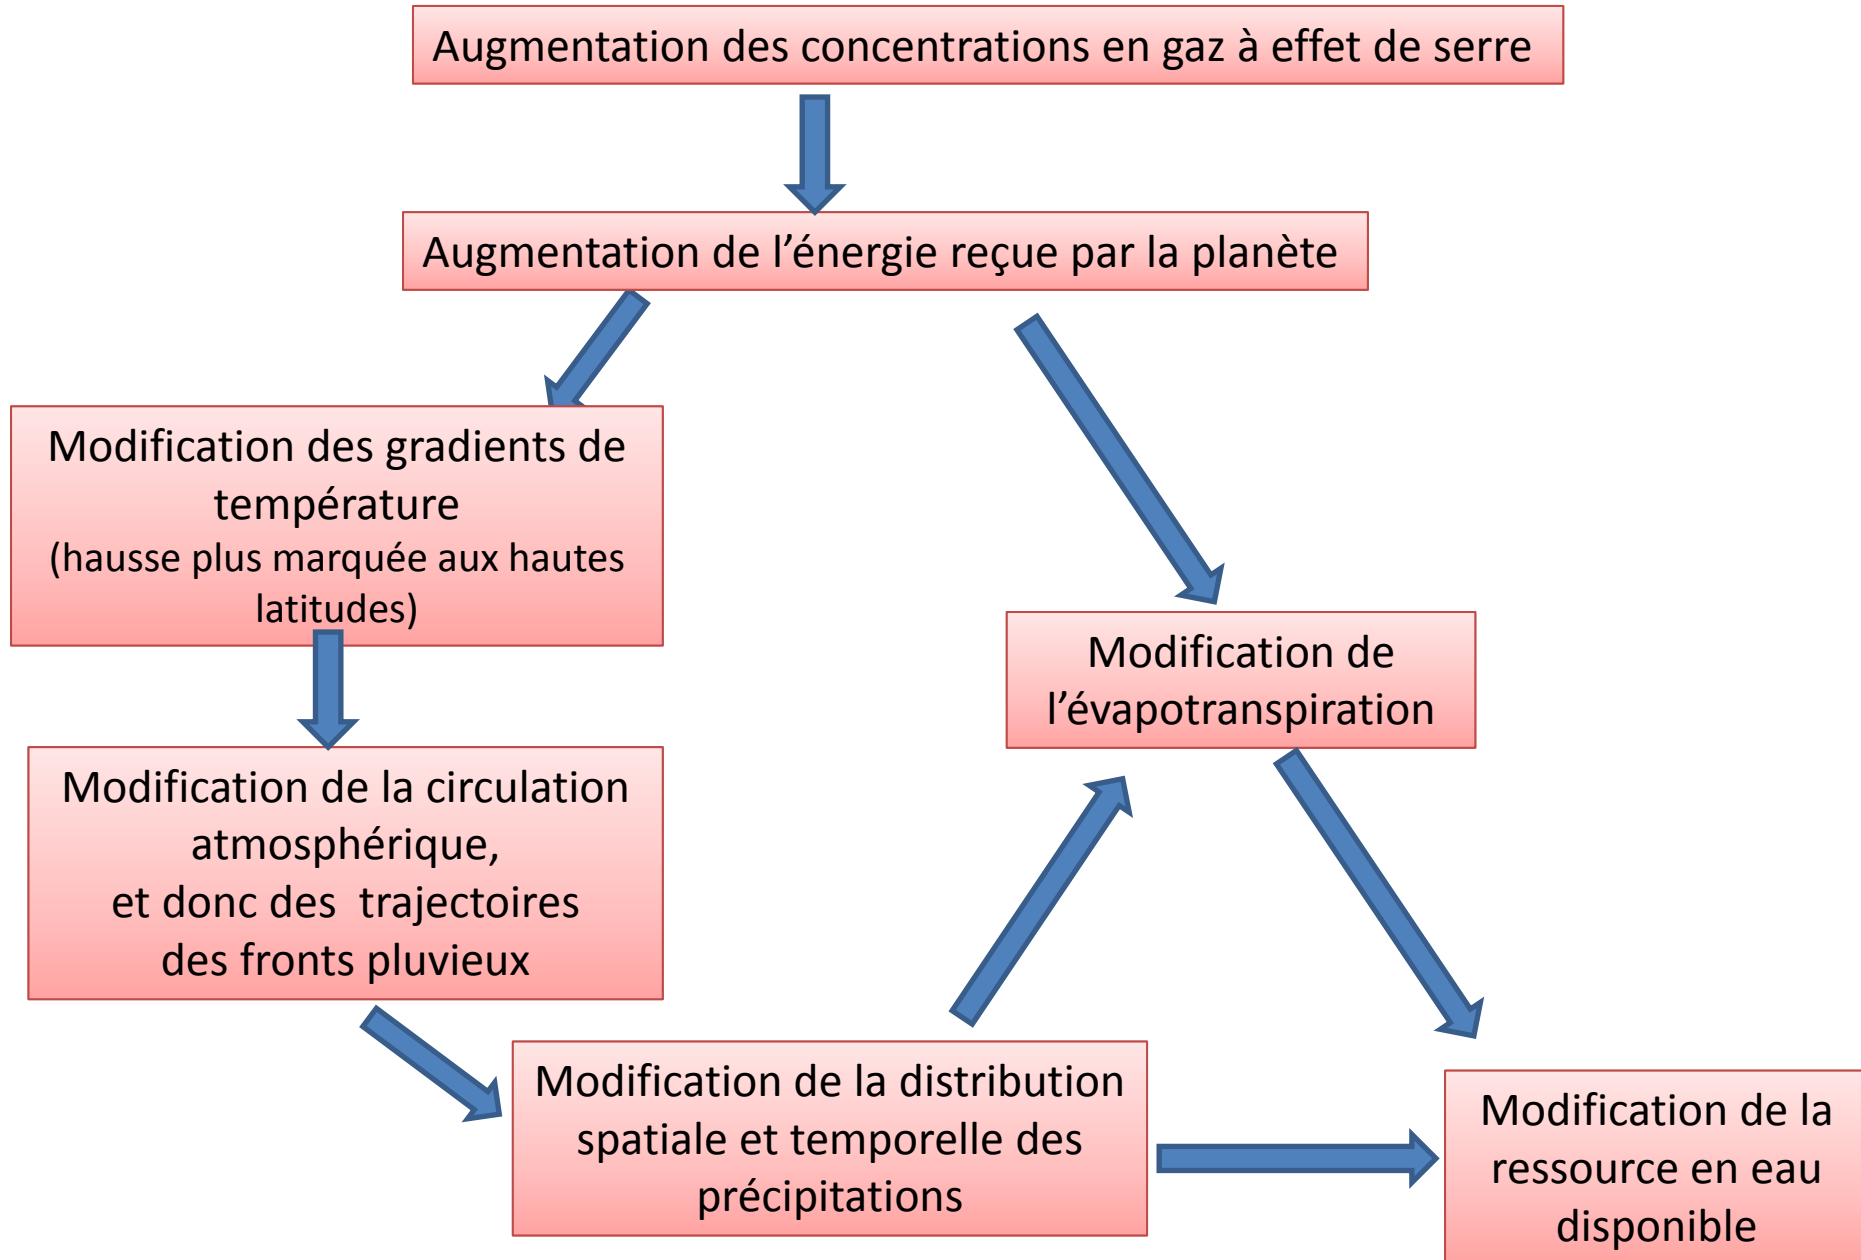 Augmentation des concentrations en gaz à effet de serre
Augmentation de l’énergie reçue par la planète
Modification des gradients de
température
(hausse plus marquée aux hautes
latitudes)
Modification de
l’évapotranspiration
Modification de la circulation
atmosphérique,
et donc des trajectoires
des fronts pluvieux
Modification de la distribution
spatiale et temporelle des
précipitations
Modification de la
ressource en eau
disponible